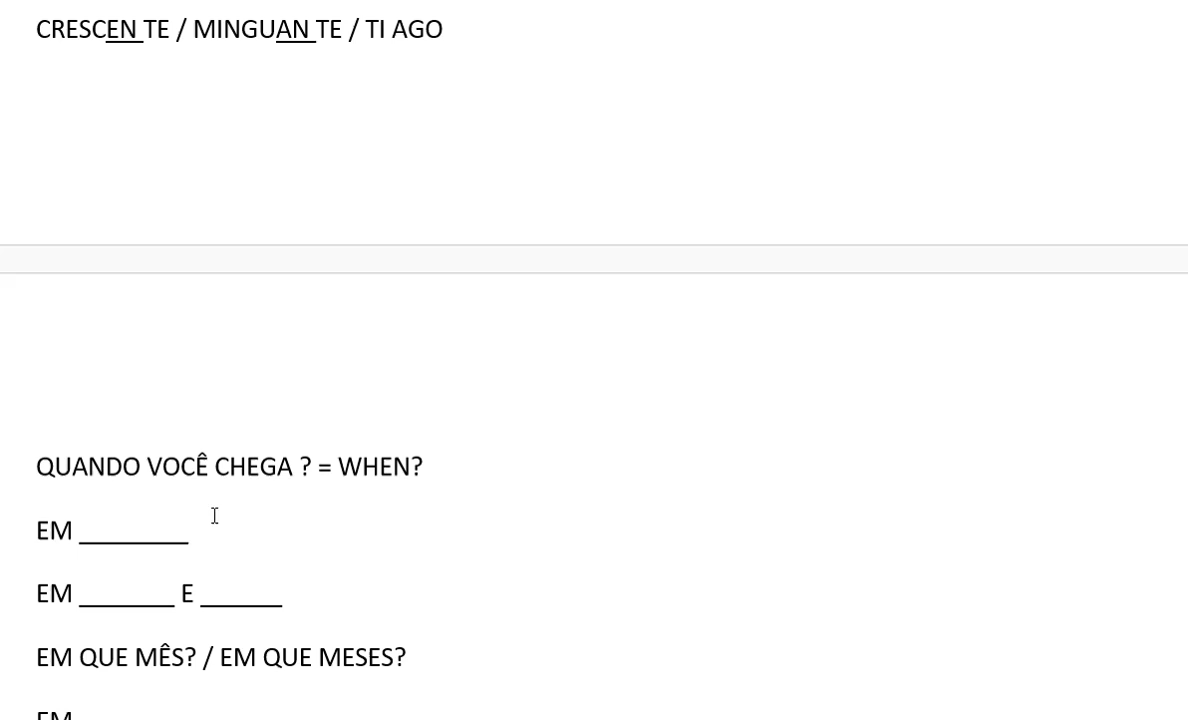 CRESCEN TE / MINGUAN TE / TI AGO
QUANDO VOCÊ CHEGA ? = WHEN?
EM ________
EM _______ E ______
EM QUE MÊS? / EM QUE MESES?
EM